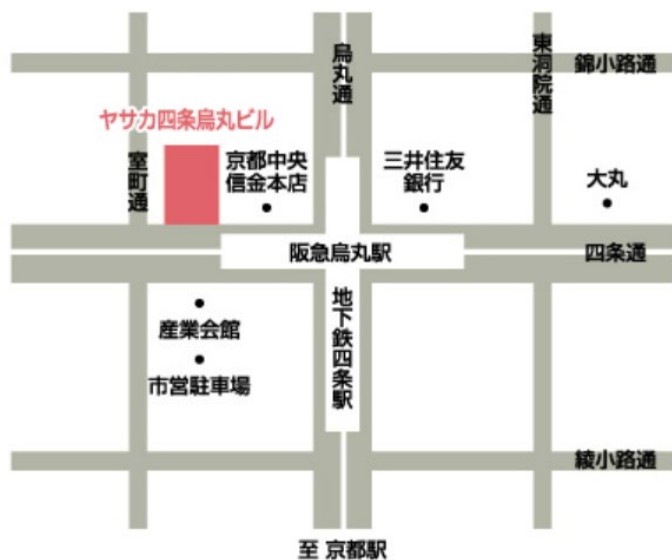 烏丸通
東洞院通
錦小路通
ヤサカ四条烏丸ビル
室町通
京都中央
信金本店
三井住友
銀行
大丸
阪急烏丸駅
四条通
地下鉄四条駅
産業会館
市営駐車場
綾小路通
至 京都駅